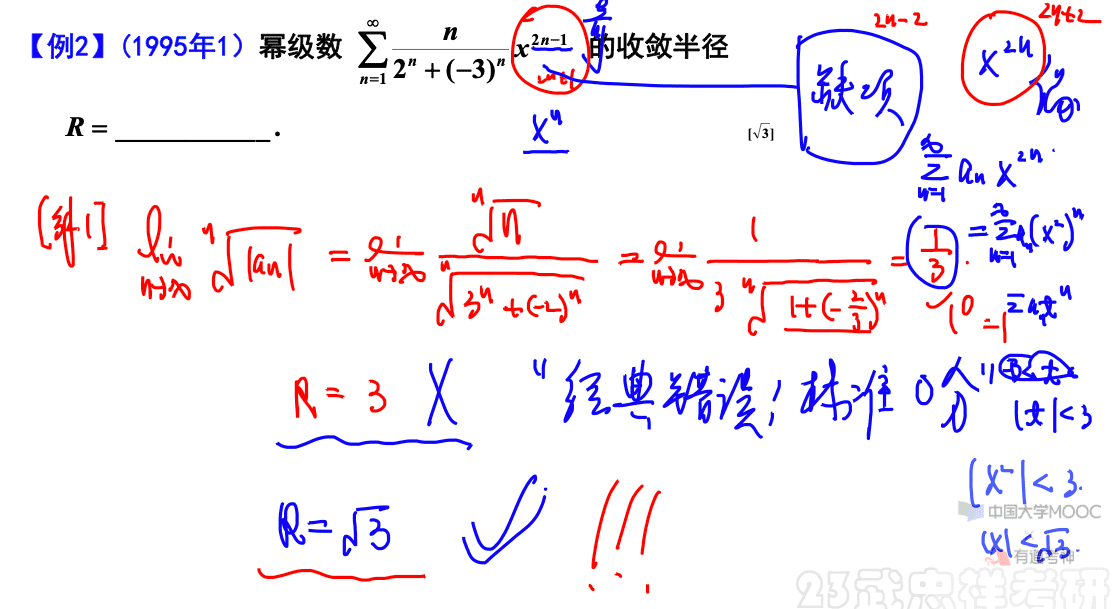 【例2】(1995年1) 幂级数 $\sum_{n=1}^{\infty} \frac{n}{2^n+(-3)^n} x^{2n-1}$ 的收敛半径
R = ____________ .
[√3]
2n-2
2n+2
缺项
x^{2n}
x^n
$\sum_{n=1}^{\infty} a_n x^{2n}$
$= \sum_{n=1}^{\infty} a_n (x^2)^n$
$\sum a_n t^n$
[解1] $\lim_{n\to\infty} \sqrt[n]{|a_n|} = \lim_{n\to\infty} \frac{\sqrt[n]{n}}{\sqrt[n]{3^n+(-2)^n}} = \lim_{n\to\infty} \frac{1}{3\sqrt[n]{1+(-\frac{2}{3})^n}} = \frac{1}{3}.$
1^0 = 1
R = 3 X "经典错误!标准0分"
|t| < 3
|x^2| < 3.
中国大学MOOC
R = √3 ✓ !!!
|x| < √3.
有道考神
23武忠祥考研